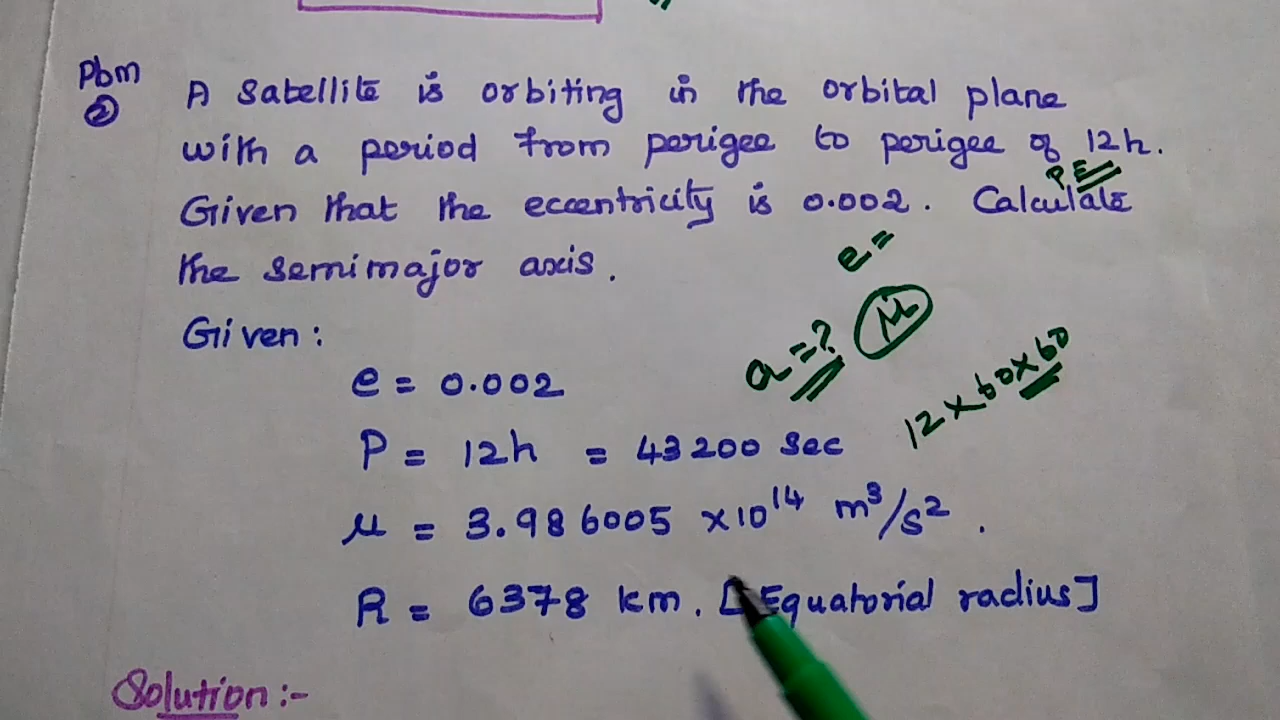 Pbm
② A satellite is orbiting in the orbital plane
with a period from perigee to perigee of 12h.
PE
Given that the eccentricity is 0.002. Calculate
the semimajor axis.
e =
Given:
a = ? μ
e = 0.002
12 × 60 × 60
P = 12h = 43200 sec
μ = 3.986005 × 10¹⁴ m³/s².
R = 6378 km. [Equatorial radius]
Solution :-